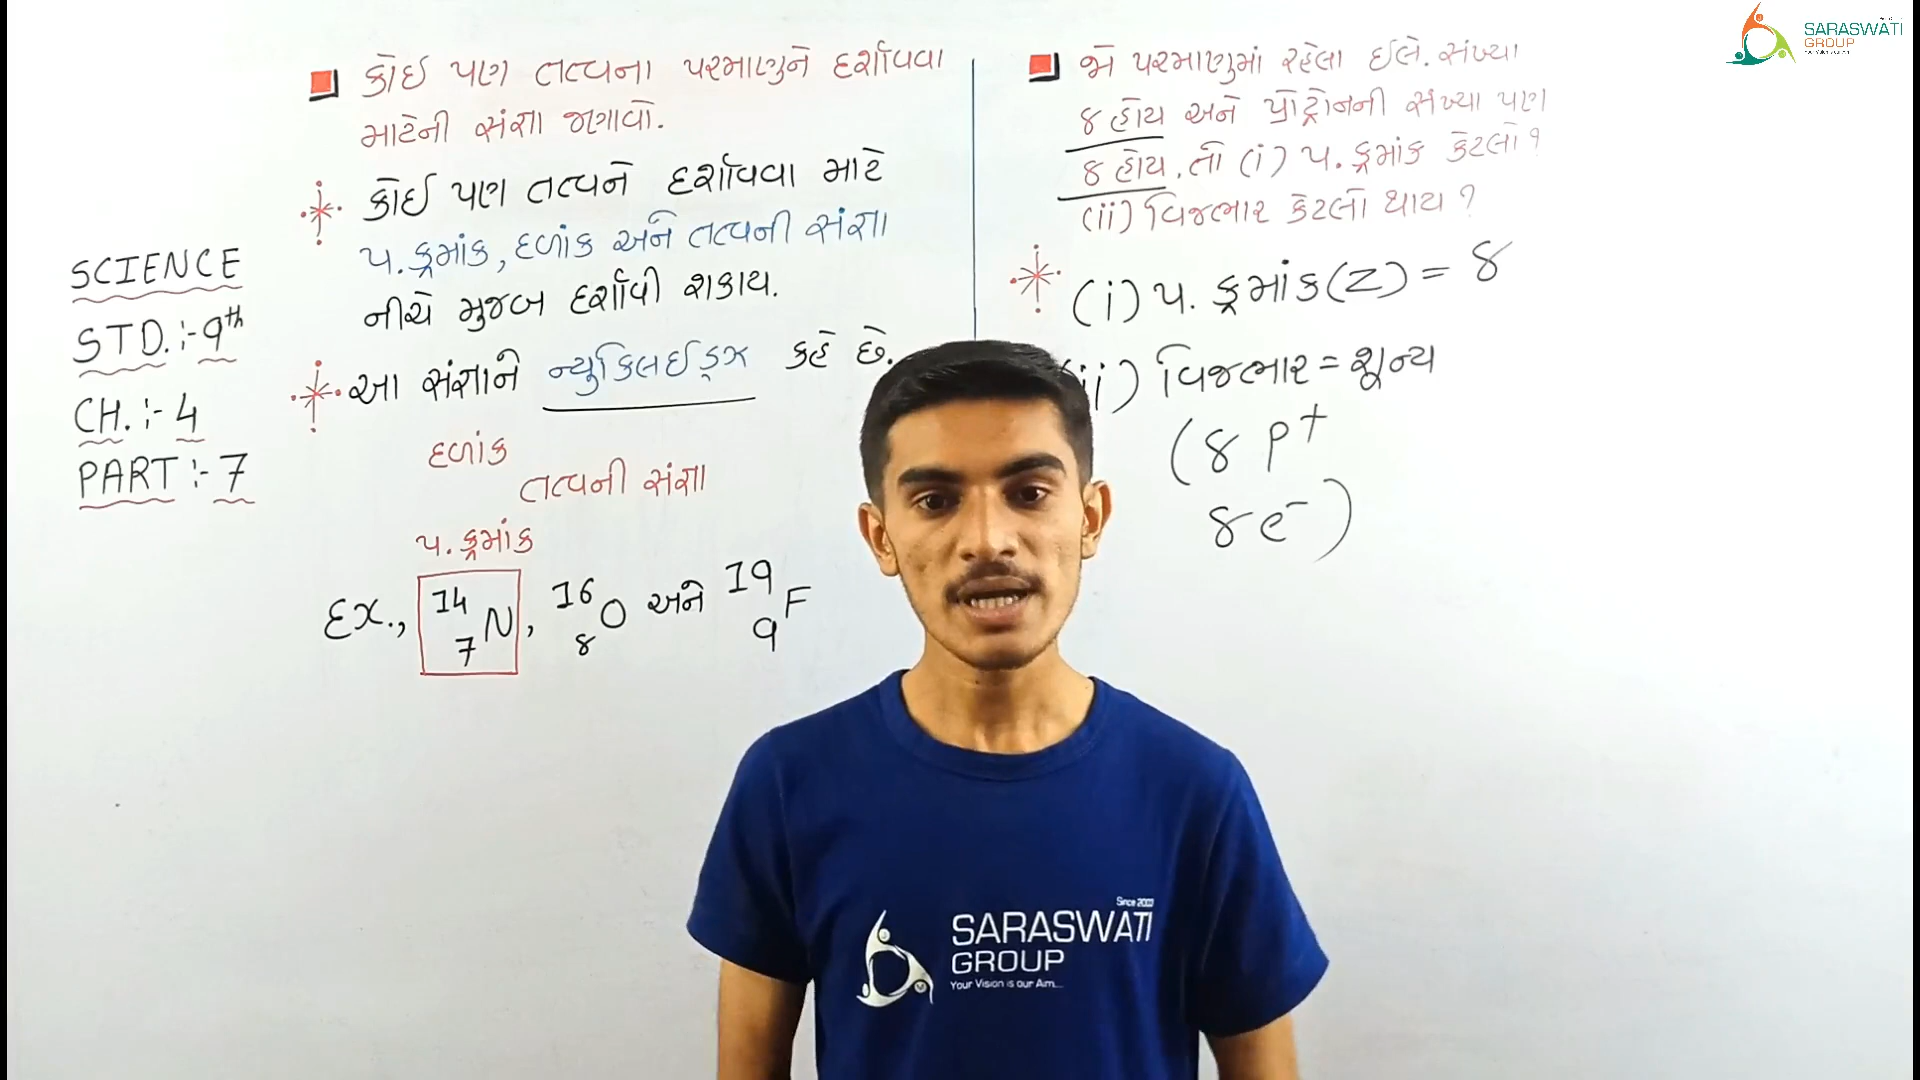 SCIENCE
STD. :- 9th
CH. :- 4
PART :- 7
કોઈ પણ તત્વના પરમાણુને દર્શાવવા
માટેની સંજ્ઞા જણાવો.
કોઈ પણ તત્વને દર્શાવવા માટે
પ. ક્રમાંક, દળાંક અને તત્વની સંજ્ઞા
નીચે મુજબ દર્શાવી શકાય.
આ સંજ્ઞાને ન્યુક્લિઈડ્ઝ કહે છે.
દળાંક
તત્વની સંજ્ઞા
પ. ક્રમાંક
Ex., 14 7 N, 16 8 O અને 19 9 F
જો પરમાણુમાં રહેલા ઈલે. સંખ્યા
8 હોય અને પ્રોટ્રોનની સંખ્યા પણ
8 હોય. તો (i) પ. ક્રમાંક કેટલો ?
(ii) વિજભાર કેટલો થાય ?
(i) પ. ક્રમાંક (Z) = 8
(ii) વિજભાર = શૂન્ય
(8 P+
8 e-)
SARASWATI
GROUP
Since 2003
SARASWATI
GROUP
Your Vision is our Aim...